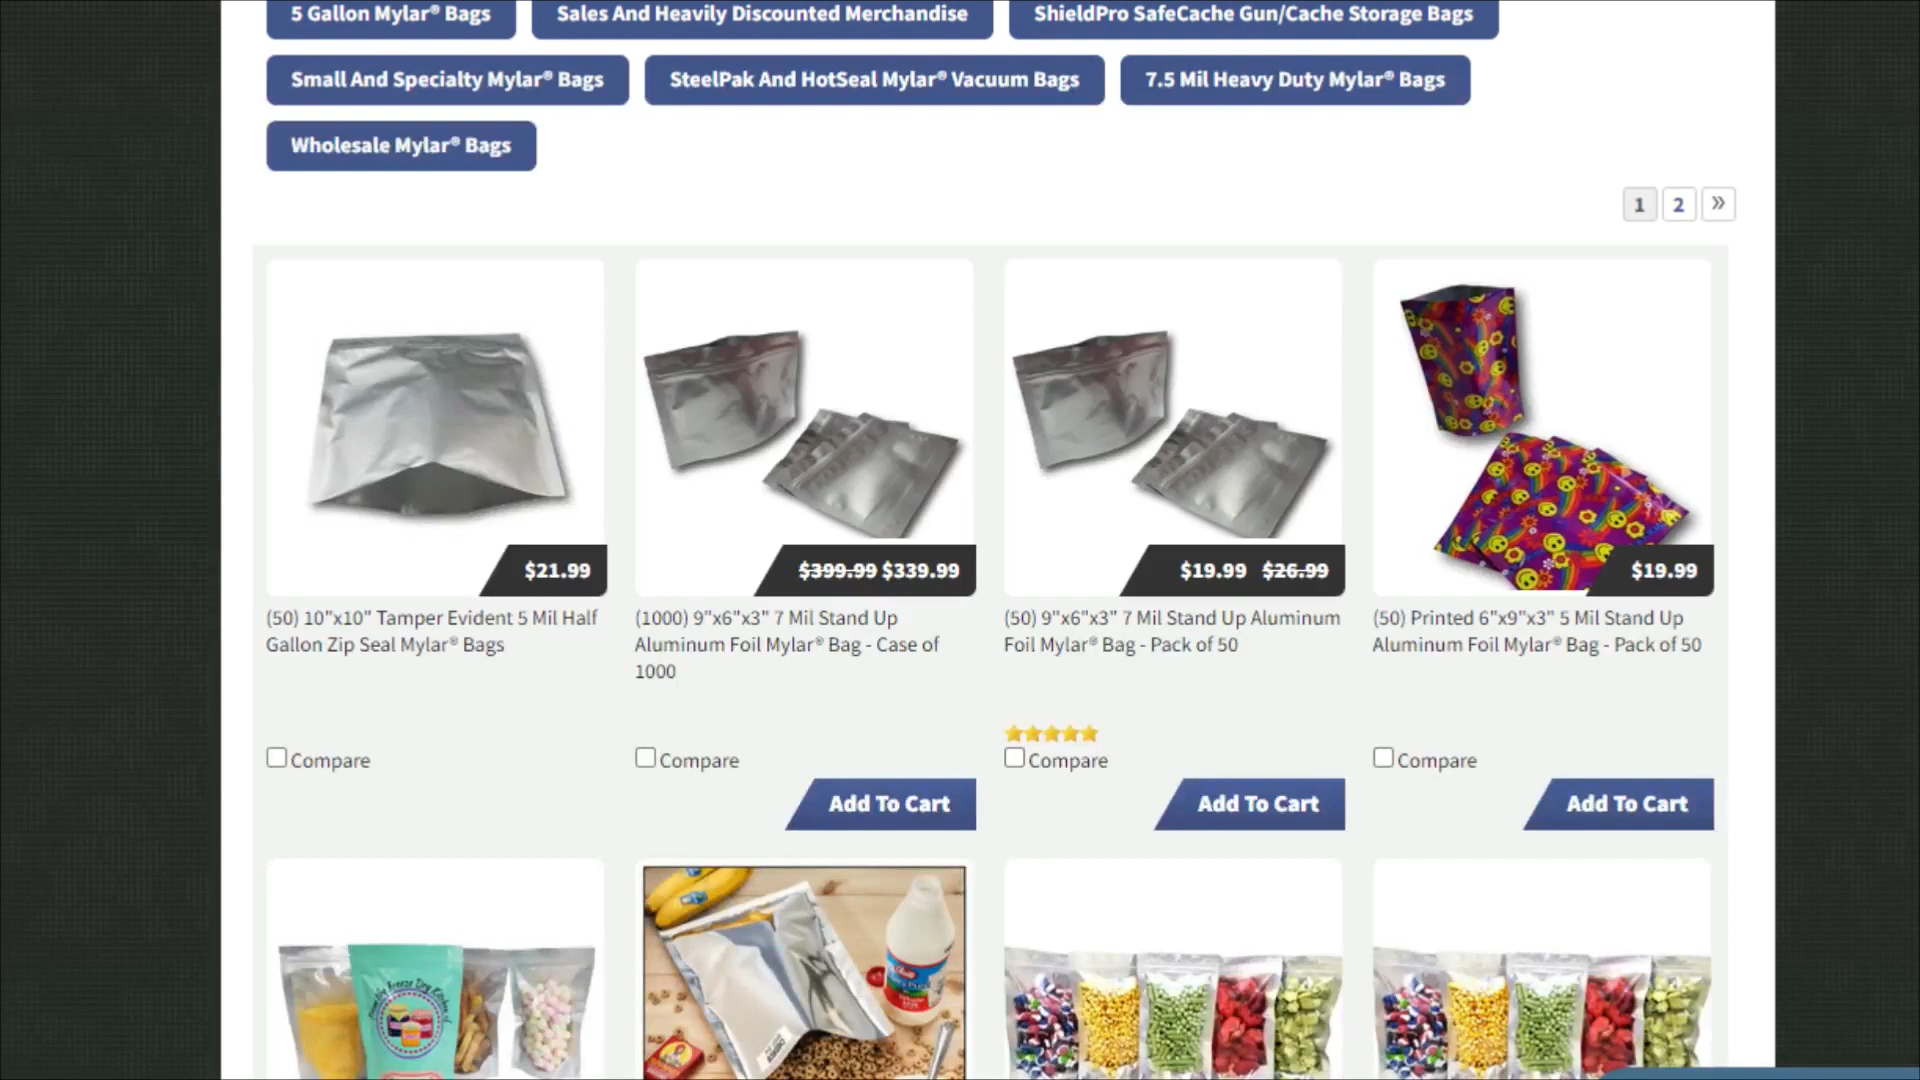 5 Gallon Mylar® Bags
Sales And Heavily Discounted Merchandise
ShieldPro SafeCache Gun/Cache Storage Bags
Small And Specialty Mylar® Bags
SteelPak And HotSeal Mylar® Vacuum Bags
7.5 Mil Heavy Duty Mylar® Bags
Wholesale Mylar® Bags
1 2 »
$21.99
$399.99 $339.99
$19.99 $26.99
$19.99
(50) 10"x10" Tamper Evident 5 Mil Half
Gallon Zip Seal Mylar® Bags
(1000) 9"x6"x3" 7 Mil Stand Up
Aluminum Foil Mylar® Bag - Case of
1000
(50) 9"x6"x3" 7 Mil Stand Up Aluminum
Foil Mylar® Bag - Pack of 50
(50) Printed 6"x9"x3" 5 Mil Stand Up
Aluminum Foil Mylar® Bag - Pack of 50
Compare
Compare
Compare
Compare
Add To Cart
Add To Cart
Add To Cart